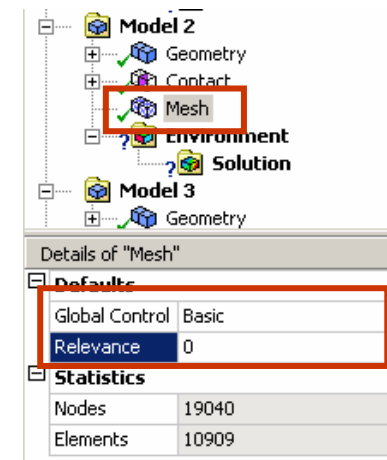 Model 2
Geometry
Contact
Mesh
Environment
? Solution
Model 3
Geometry
Details of "Mesh"
Defaults
Global Control Basic
Relevance 0
Statistics
Nodes 19040
Elements 10909